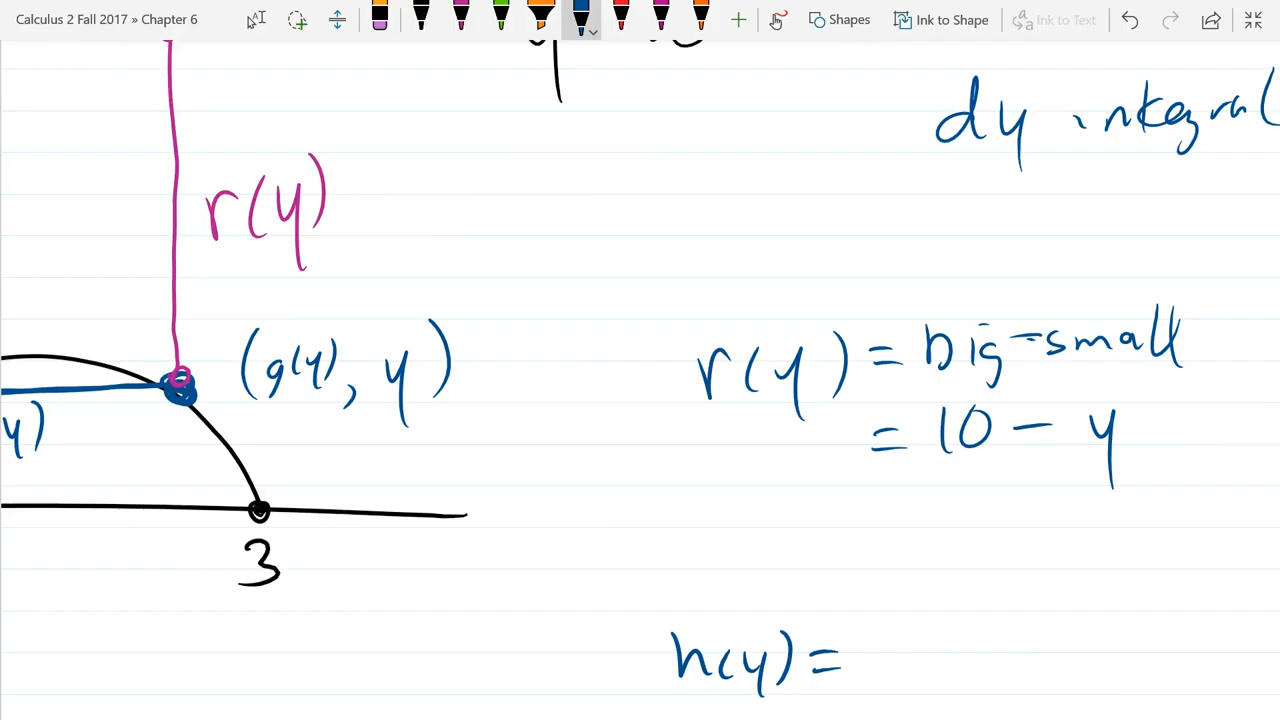 Calculus 2 Fall 2017 » Chapter 6
Shapes
Ink to Shape
Ink to Text
dy integral
r(y)
(g(y), y)
y)
r(y) = big-small
= 10 - y
3
h(y) =